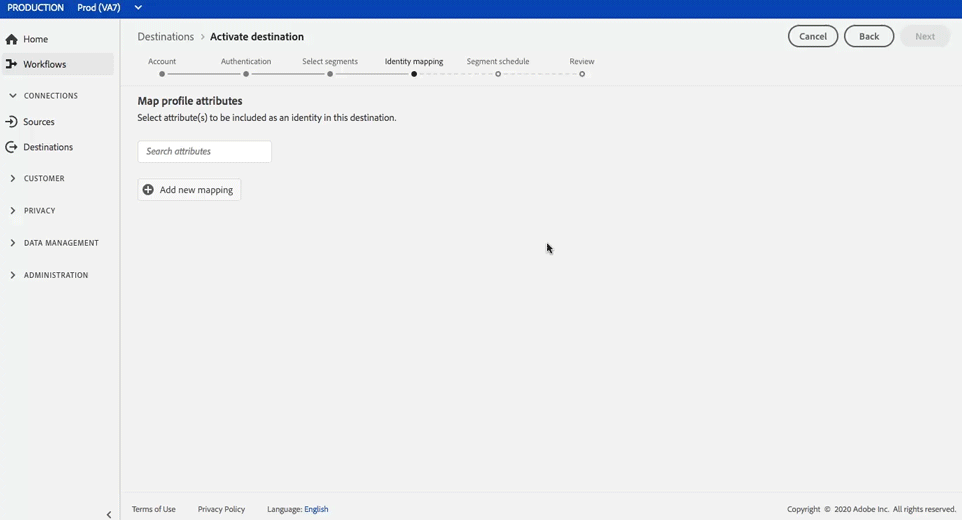 PRODUCTION Prod (VA7)
Home
Workflows
CONNECTIONS
Sources
Destinations
CUSTOMER
PRIVACY
DATA MANAGEMENT
ADMINISTRATION
Destinations > Activate destination
Cancel Back Next
Account Authentication Select segments Identity mapping Segment schedule Review
Map profile attributes
Select attribute(s) to be included as an identity in this destination.
Search attributes
Add new mapping
Terms of Use Privacy Policy Language: English Copyright © 2020 Adobe Inc. All rights reserved.